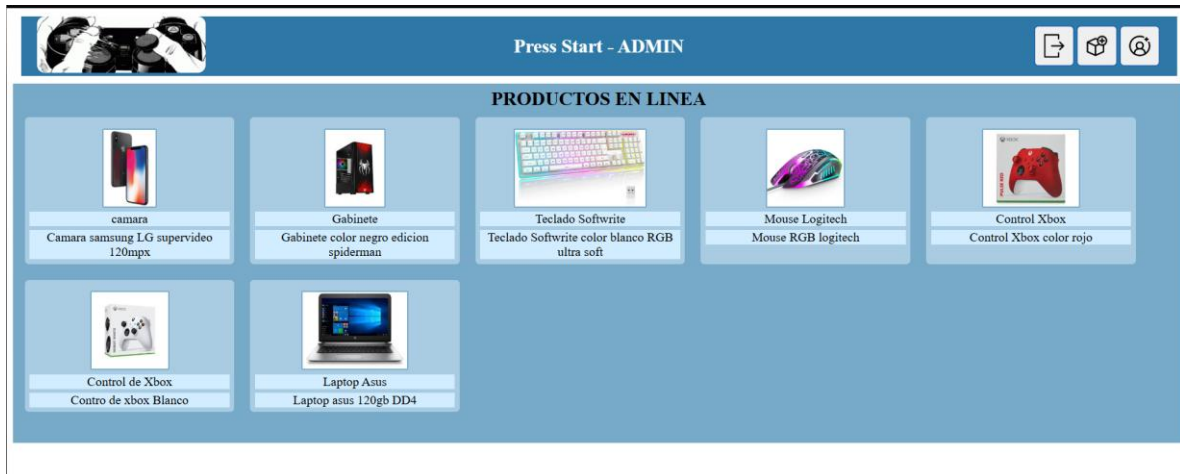 Press Start - ADMIN
PRODUCTOS EN LINEA
camara
Camara samsung LG supervideo
120mpx
Gabinete
Gabinete color negro edicion
spiderman
Teclado Softwrite
Teclado Softwrite color blanco RGB
ultra soft
Mouse Logitech
Mouse RGB logitech
Control Xbox
Control Xbox color rojo
Control de Xbox
Contro de xbox Blanco
Laptop Asus
Laptop asus 120gb DD4